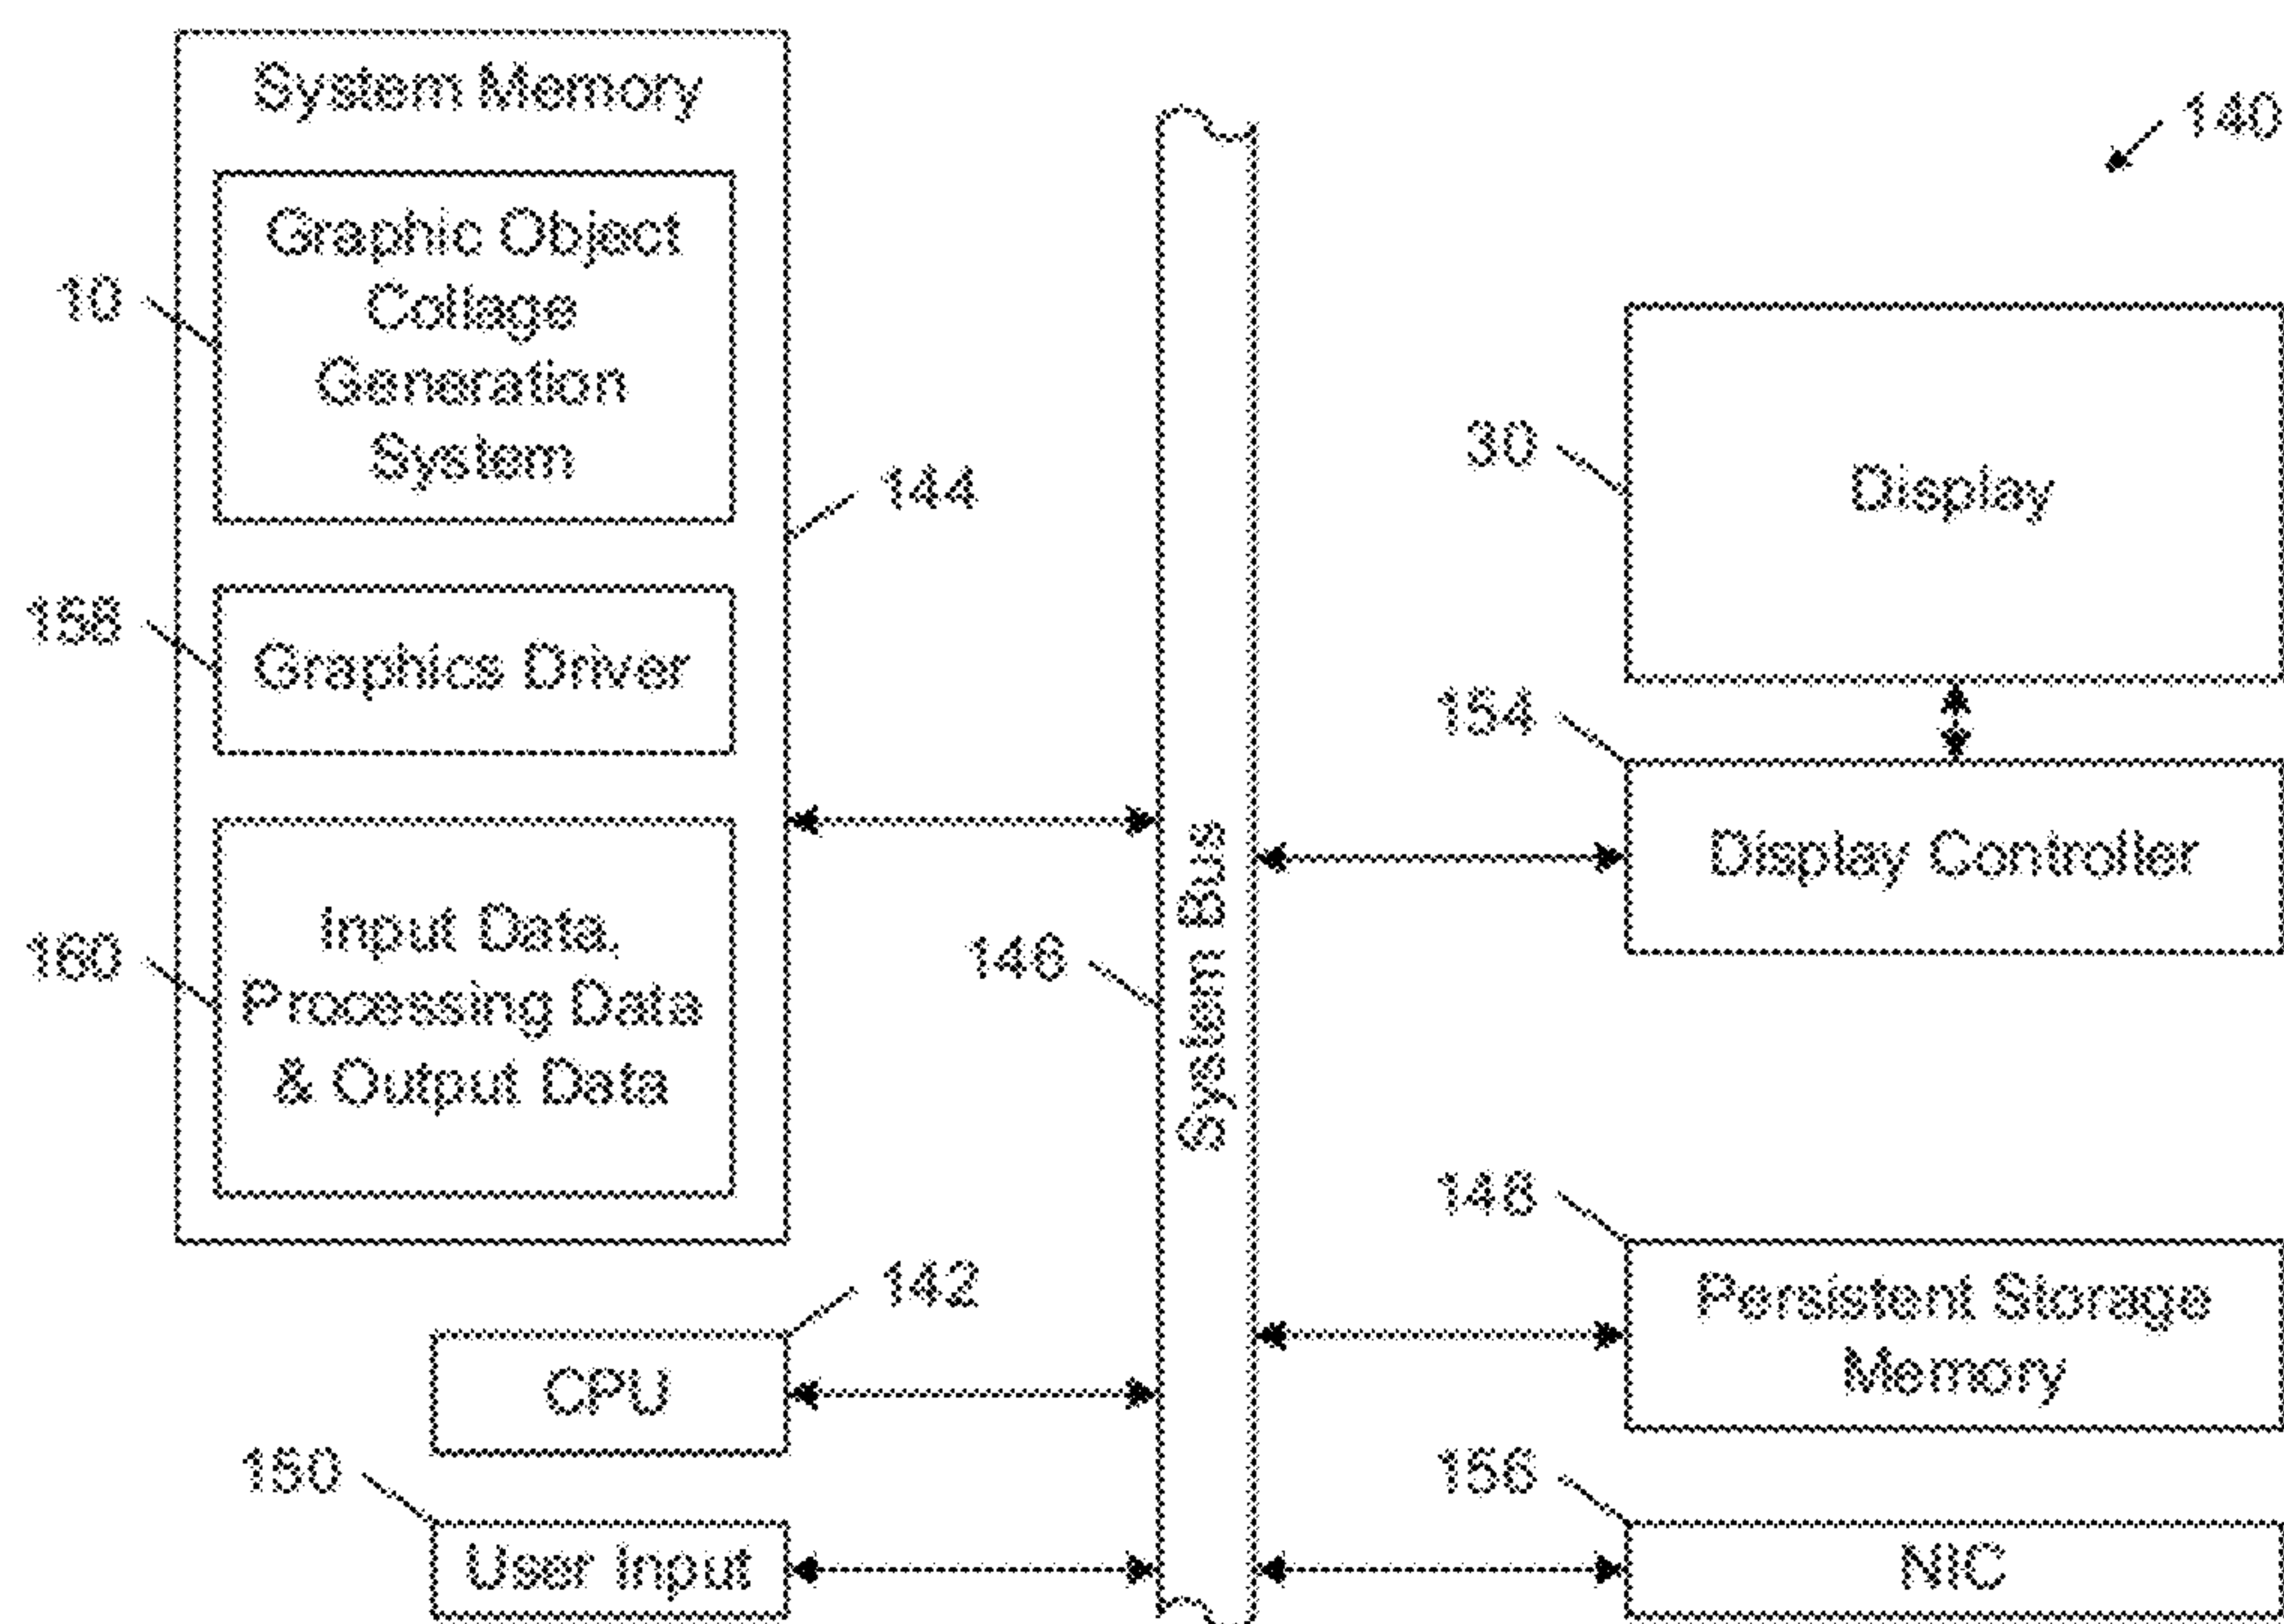 System Memory
140
Graphic Object
Collage
Generation
System
10
144
30
Display
158
Graphics Driver
154
Display Controller
160
Input Data,
Processing Data
& Output Data
146
System Bus
148
Persistent Storage
Memory
142
CPU
150
User Input
156
NIC